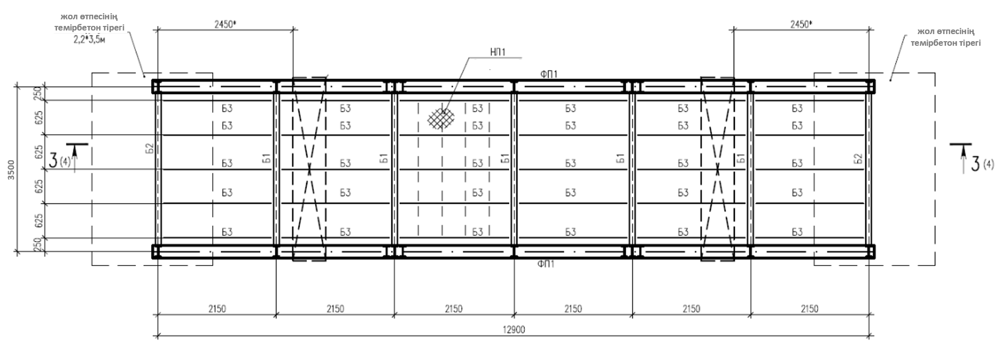 жол өтпесінің
темірбетон тірегі
2,2*3,5м
2450*
2450*
жол өтпесінің
темірбетон тірегі
НП1
ФП1
250
Б3 Б3 Б3 Б3 Б3 Б3
625
Б3 Б3 Б3 Б3 Б3 Б3
Б2 Б1 Б1 Б1 Б1 Б1 Б2
3 (4)
3 (4)
625
3500
Б3 Б3 Б3 Б3 Б3 Б3
625
Б3 Б3 Б3 Б3 Б3 Б3
625
Б3 Б3 Б3 Б3 Б3 Б3
250
ФП1
2150 2150 2150 2150 2150 2150
12900